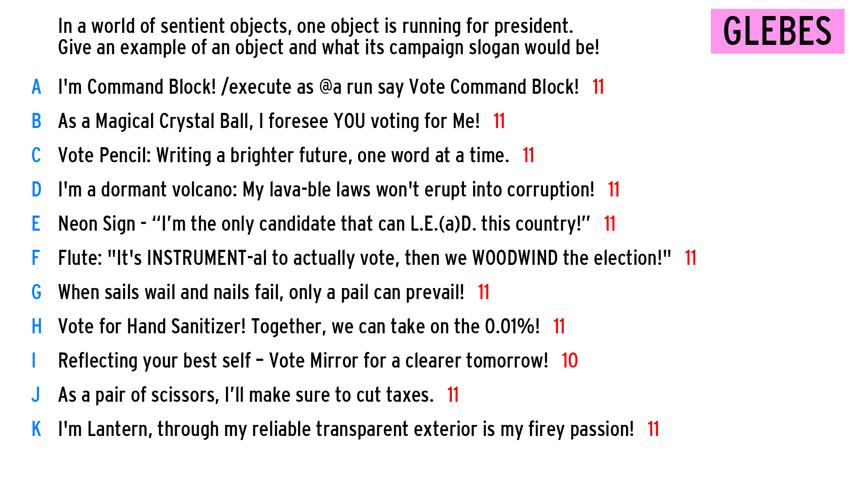 In a world of sentient objects, one object is running for president.
Give an example of an object and what its campaign slogan would be!
GLEBES
A I'm Command Block! /execute as @a run say Vote Command Block! 11
B As a Magical Crystal Ball, I foresee YOU voting for Me! 11
C Vote Pencil: Writing a brighter future, one word at a time. 11
D I'm a dormant volcano: My lava-ble laws won't erupt into corruption! 11
E Neon Sign - “I’m the only candidate that can L.E.(a)D. this country!” 11
F Flute: "It's INSTRUMENT-al to actually vote, then we WOODWIND the election!" 11
G When sails wail and nails fail, only a pail can prevail! 11
H Vote for Hand Sanitizer! Together, we can take on the 0.01%! 11
I Reflecting your best self – Vote Mirror for a clearer tomorrow! 10
J As a pair of scissors, I’ll make sure to cut taxes. 11
K I'm Lantern, through my reliable transparent exterior is my firey passion! 11